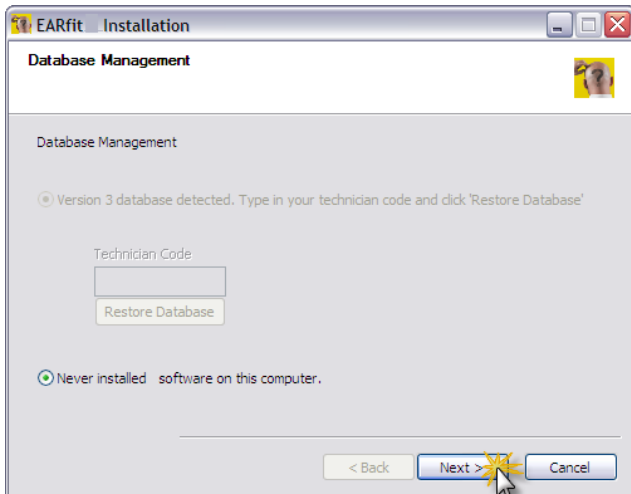 EARfit Installation
Database Management
Database Management
Version 3 database detected. Type in your technician code and click 'Restore Database'
Technician Code
Restore Database
Never installed software on this computer.
< Back Next > Cancel